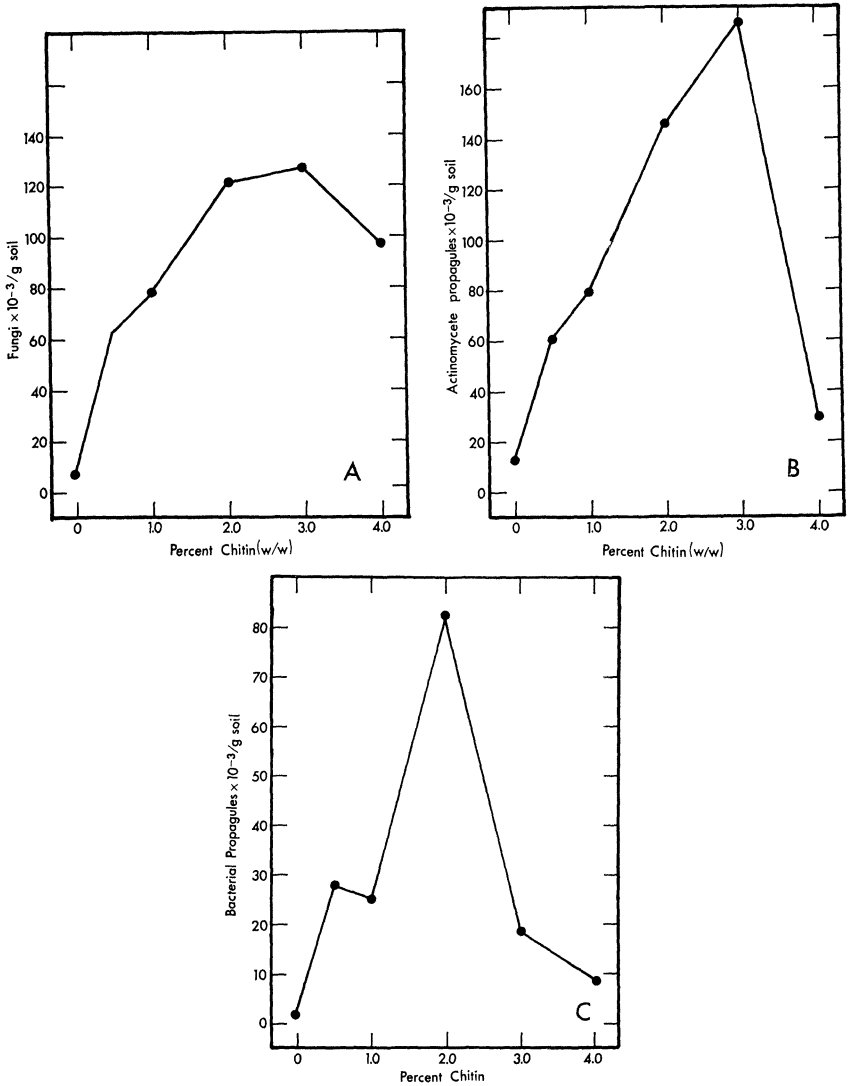 Fungi × 10⁻³/g soil
140
120
100
80
60
40
20
0
A
0 1.0 2.0 3.0 4.0
Percent Chitin(w/w)
Actinomycete propagules × 10⁻³/g soil
160
140
120
100
80
60
40
20
0
B
0 1.0 2.0 3.0 4.0
Percent Chitin(w/w)
Bacterial Propagules × 10⁻³/g soil
80
70
60
50
40
30
20
10
0
C
0 1.0 2.0 3.0 4.0
Percent Chitin